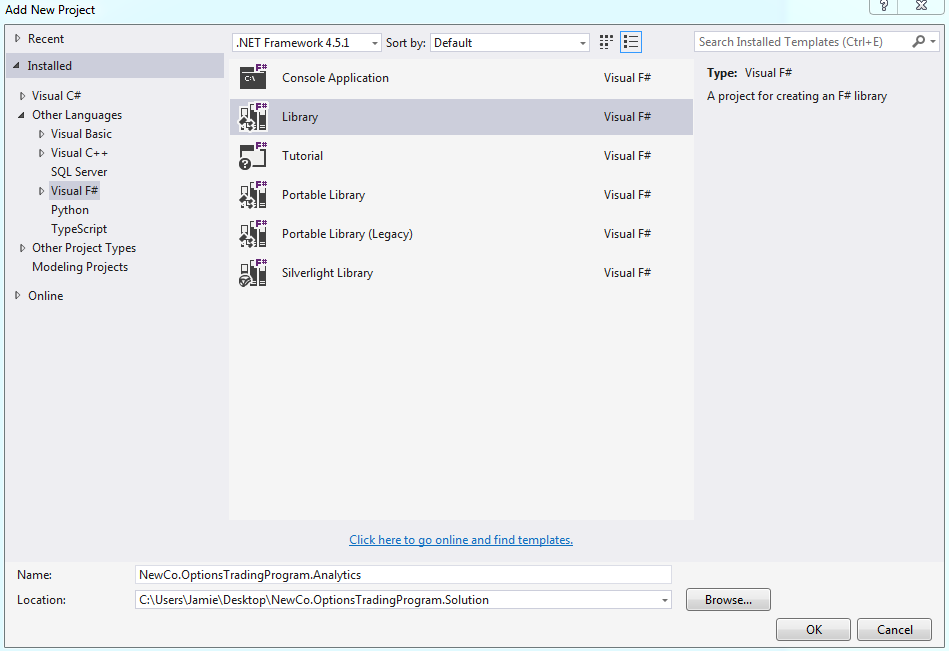 Add New Project
?
Recent
Installed
Visual C#
Other Languages
Visual Basic
Visual C++
SQL Server
Visual F#
Python
TypeScript
Other Project Types
Modeling Projects
Online
.NET Framework 4.5.1 Sort by: Default
F# C:\ Console Application Visual F#
F# Library Visual F#
F# ? Tutorial Visual F#
F# Portable Library Visual F#
F# Portable Library (Legacy) Visual F#
F# Silverlight Library Visual F#
Click here to go online and find templates.
Search Installed Templates (Ctrl+E)
Type: Visual F#
A project for creating an F# library
Name: NewCo.OptionsTradingProgram.Analytics
Location: C:\Users\Jamie\Desktop\NewCo.OptionsTradingProgram.Solution Browse...
OK Cancel